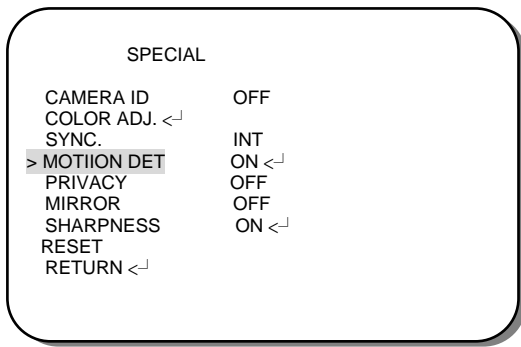 SPECIAL
CAMERA ID OFF
COLOR ADJ. <┘
SYNC. INT
> MOTIION DET ON <┘
PRIVACY OFF
MIRROR OFF
SHARPNESS ON <┘
RESET
RETURN <┘